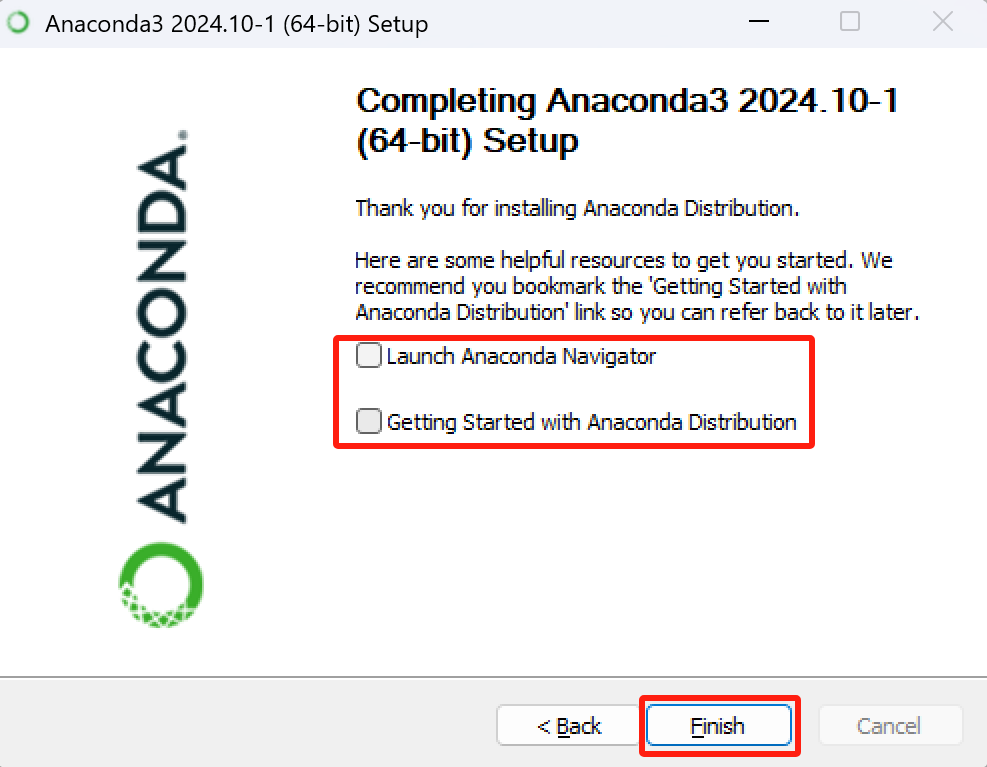 Anaconda3 2024.10-1 (64-bit) Setup
ANACONDA.
Completing Anaconda3 2024.10-1
(64-bit) Setup
Thank you for installing Anaconda Distribution.
Here are some helpful resources to get you started. We
recommend you bookmark the 'Getting Started with
Anaconda Distribution' link so you can refer back to it later.
Launch Anaconda Navigator
Getting Started with Anaconda Distribution
< Back
Finish
Cancel